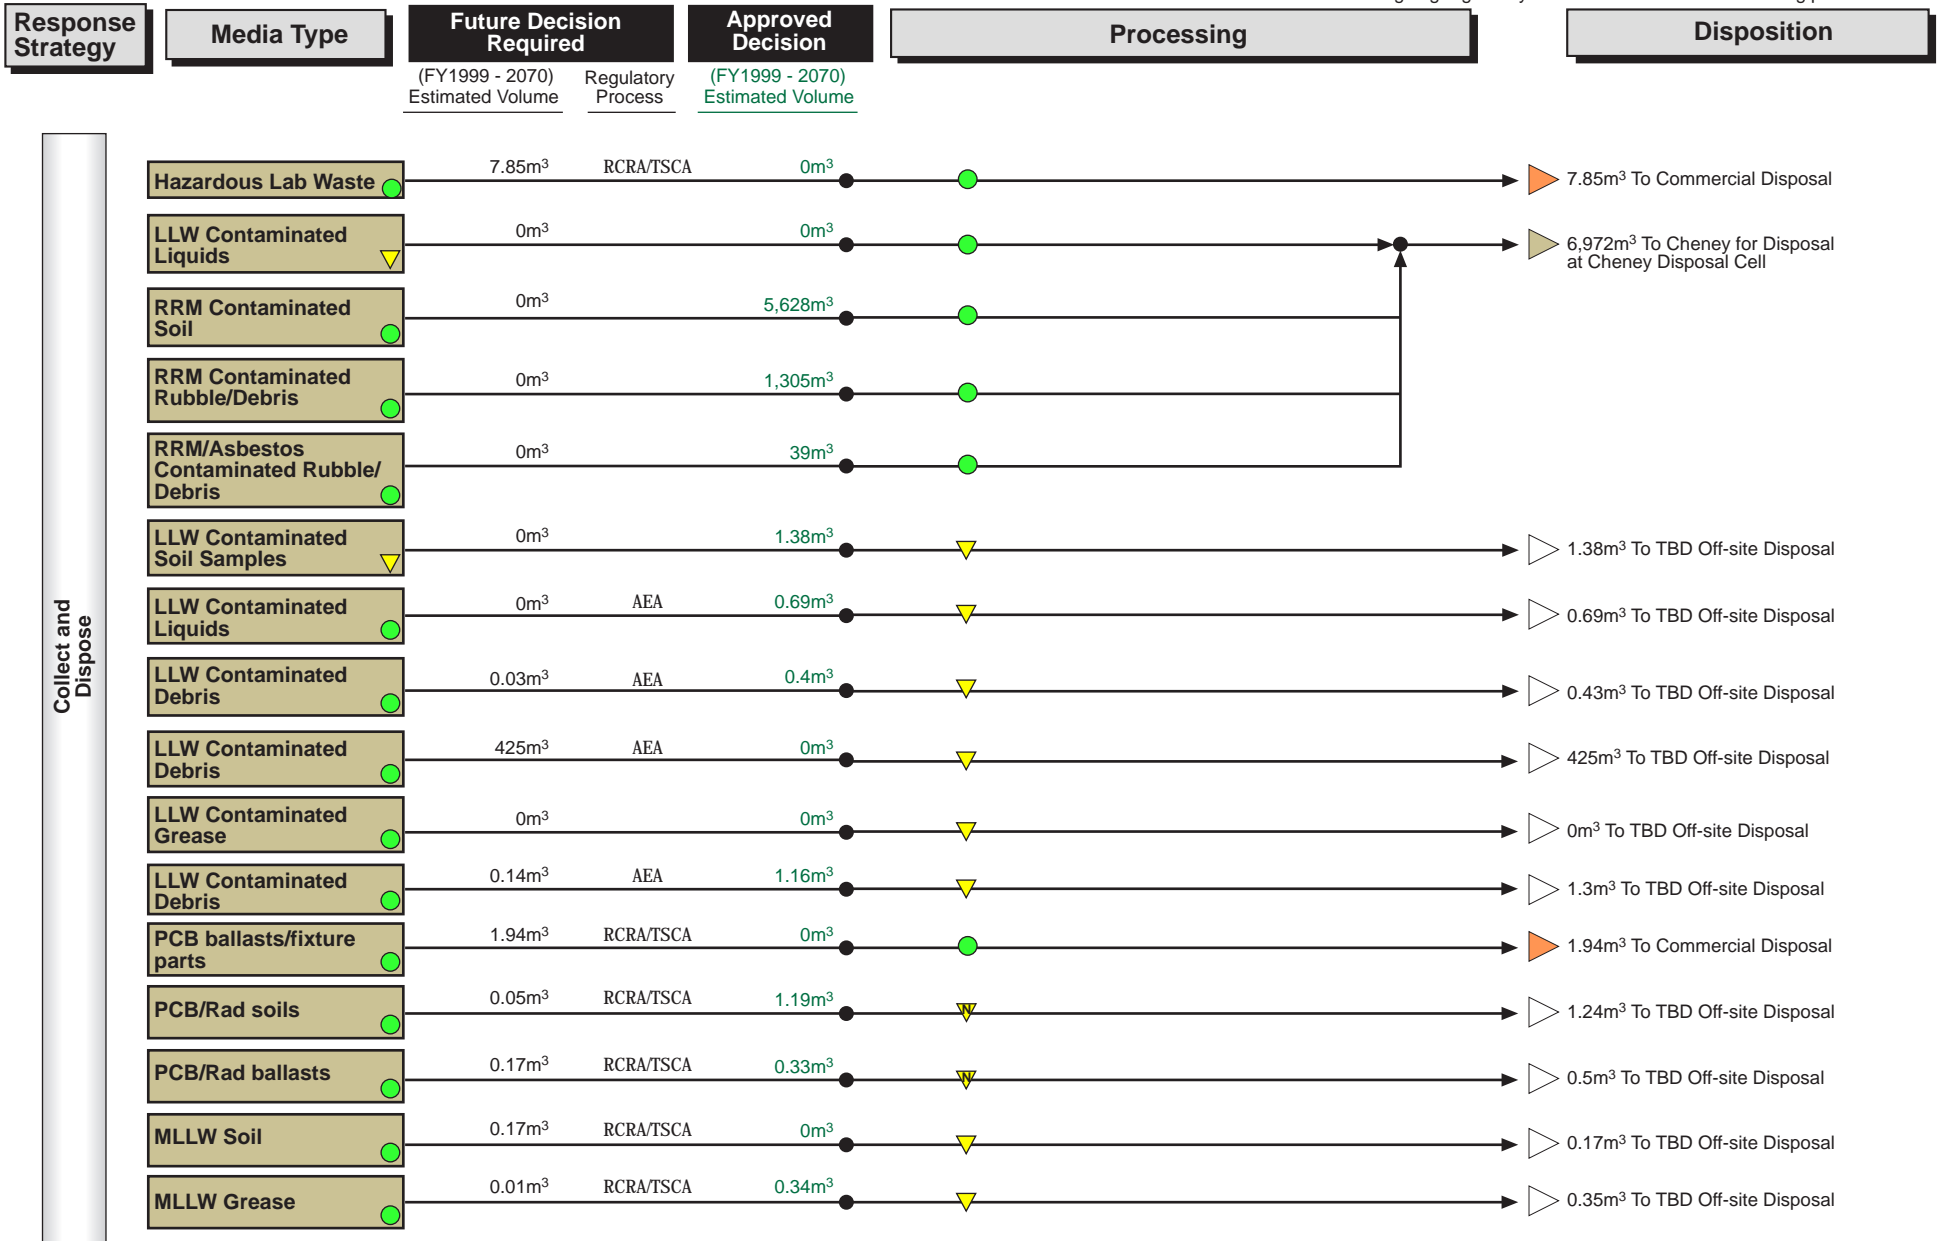 Response
Strategy
Media Type
Future Decision
Required
Approved
Decision
Processing
Disposition
(FY1999 - 2070)
Estimated Volume
Regulatory
Process
(FY1999 - 2070)
Estimated Volume
Collect and
Dispose
Hazardous Lab Waste
7.85m³
RCRA/TSCA
0m³
7.85m³ To Commercial Disposal
LLW Contaminated
Liquids
0m³
0m³
6,972m³ To Cheney for Disposal
at Cheney Disposal Cell
RRM Contaminated
Soil
0m³
5,628m³
RRM Contaminated
Rubble/Debris
0m³
1,305m³
RRM/Asbestos
Contaminated Rubble/
Debris
0m³
39m³
LLW Contaminated
Soil Samples
0m³
1.38m³
1.38m³ To TBD Off-site Disposal
LLW Contaminated
Liquids
0m³
AEA
0.69m³
0.69m³ To TBD Off-site Disposal
LLW Contaminated
Debris
0.03m³
AEA
0.4m³
0.43m³ To TBD Off-site Disposal
LLW Contaminated
Debris
425m³
AEA
0m³
425m³ To TBD Off-site Disposal
LLW Contaminated
Grease
0m³
0m³
0m³ To TBD Off-site Disposal
LLW Contaminated
Debris
0.14m³
AEA
1.16m³
1.3m³ To TBD Off-site Disposal
PCB ballasts/fixture
parts
1.94m³
RCRA/TSCA
0m³
1.94m³ To Commercial Disposal
PCB/Rad soils
0.05m³
RCRA/TSCA
1.19m³
N
1.24m³ To TBD Off-site Disposal
PCB/Rad ballasts
0.17m³
RCRA/TSCA
0.33m³
N
0.5m³ To TBD Off-site Disposal
MLLW Soil
0.17m³
RCRA/TSCA
0m³
0.17m³ To TBD Off-site Disposal
MLLW Grease
0.01m³
RCRA/TSCA
0.34m³
0.35m³ To TBD Off-site Disposal